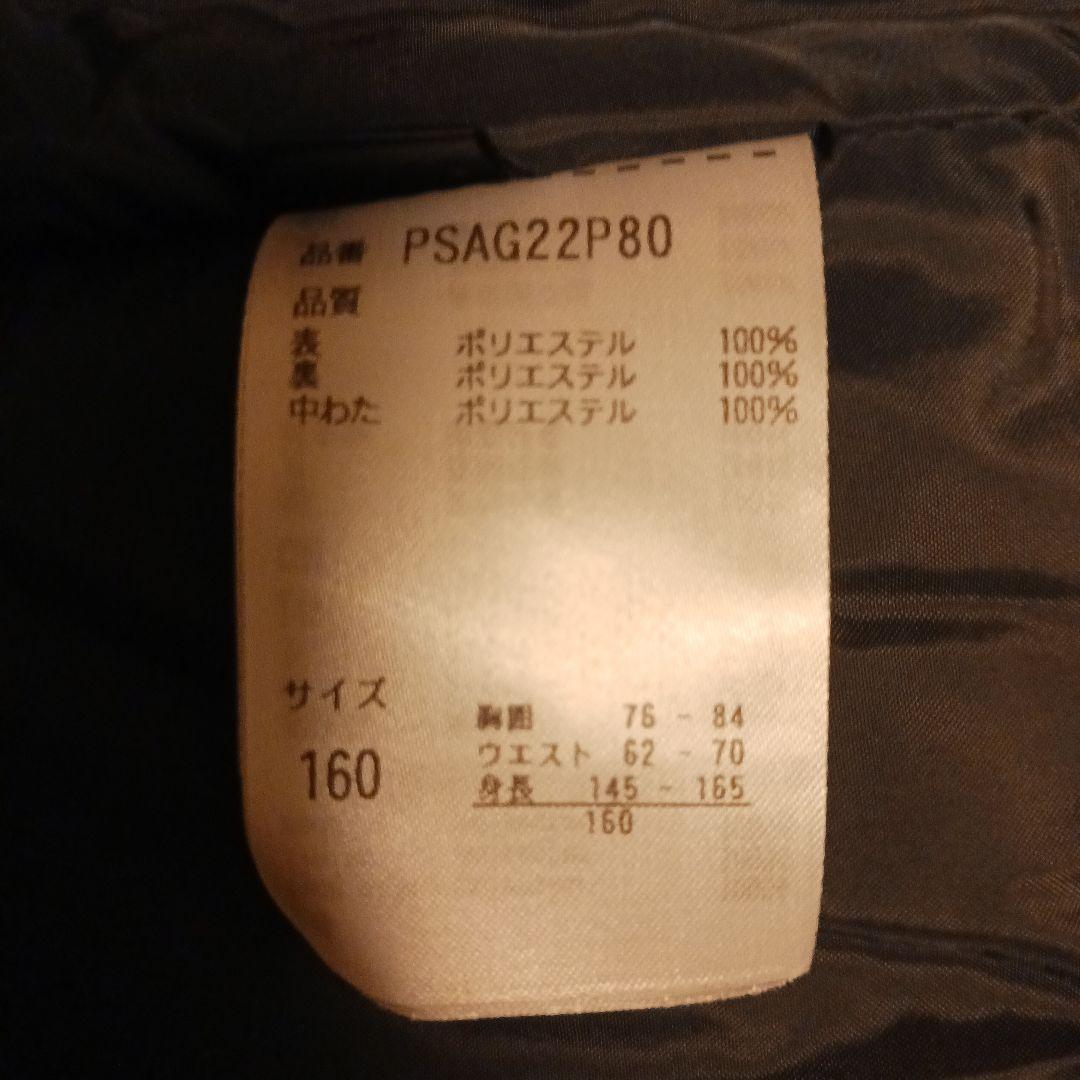 品番 PSAG22P80
品質
表 ポリエステル 100%
裏 ポリエステル 100%
中わた ポリエステル 100%
サイズ
160
胸囲 76 - 84
ウエスト 62 - 70
身長 145 - 165
160